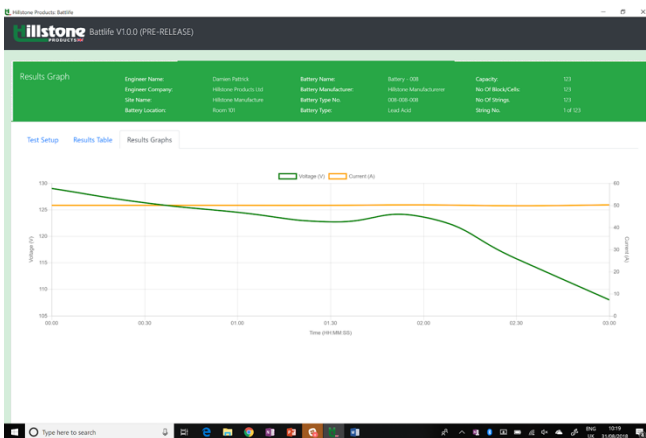 Hillstone Products: Battlife
Hillstone Battlife V1.0.0 (PRE-RELEASE)
PRODUCTS
Results Graph
Engineer Name: Damien Pattrick Battery Name: Battery - 008 Capacity: 123
Engineer Company: Hillstone Products Ltd Battery Manufacturer: Hillstone Manufacturerer No Of Block/Cells: 123
Site Name: Hillstone Manufacture Battery Type No: 008-008-008 No Of Strings: 123
Battery Location: Room 101 Battery Type: Lead Acid String No. 1 of 123
Test Setup Results Table Results Graphs
Voltage (V) Current (A)
130 60
125 50
120 40
115 30
20
110 10
105 0
Voltage (V)
Current (A)
00:00 00:30 01:00 01:30 02:00 02:30 03:00
Time (HH:MM:SS)
Type here to search
ENG 10:19
UK 31/08/2018